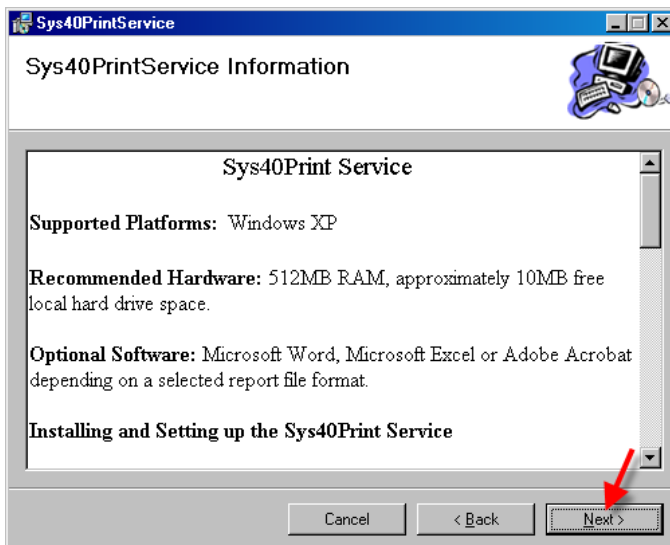 Sys40PrintService
Sys40PrintService Information
Sys40Print Service
Supported Platforms: Windows XP
Recommended Hardware: 512MB RAM, approximately 10MB free
local hard drive space.
Optional Software: Microsoft Word, Microsoft Excel or Adobe Acrobat
depending on a selected report file format.
Installing and Setting up the Sys40Print Service
Cancel < Back Next >